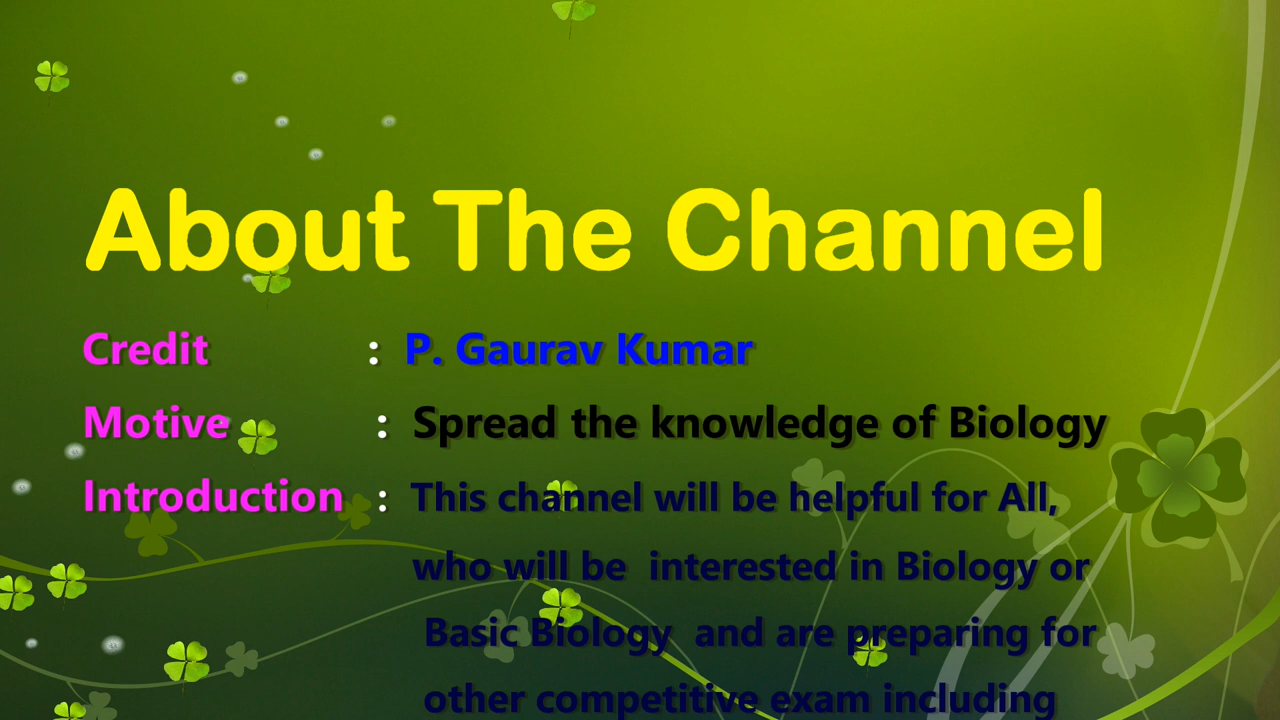 About The Channel
Credit : P. Gaurav Kumar
Motive : Spread the knowledge of Biology
Introduction : This channel will be helpful for All,
who will be interested in Biology or
Basic Biology and are preparing for
other competitive exam including